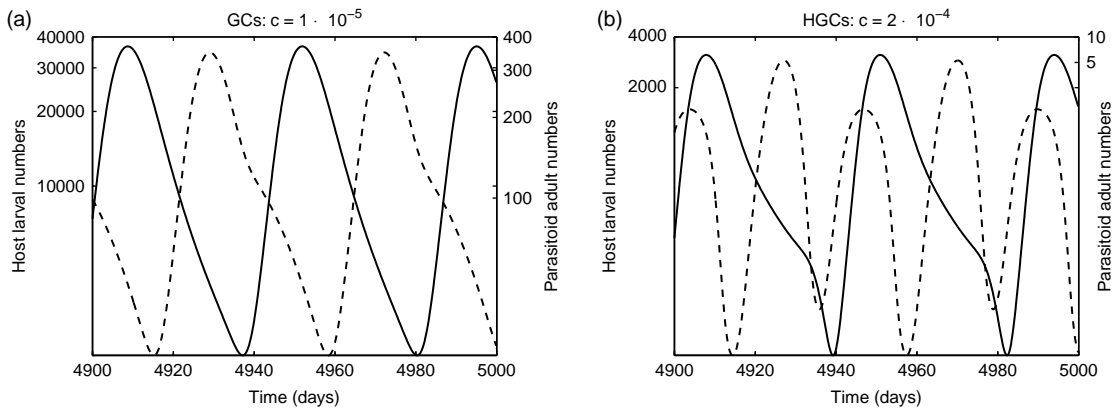 (a)
GCs: c = 1 · 10⁻⁵
40000
30000
20000
10000
Host larval numbers
400
300
200
100
Parasitoid adult numbers
4900 4920 4940 4960 4980 5000
Time (days)
(b)
HGCs: c = 2 · 10⁻⁴
4000
2000
Host larval numbers
10
5
Parasitoid adult numbers
4900 4920 4940 4960 4980 5000
Time (days)